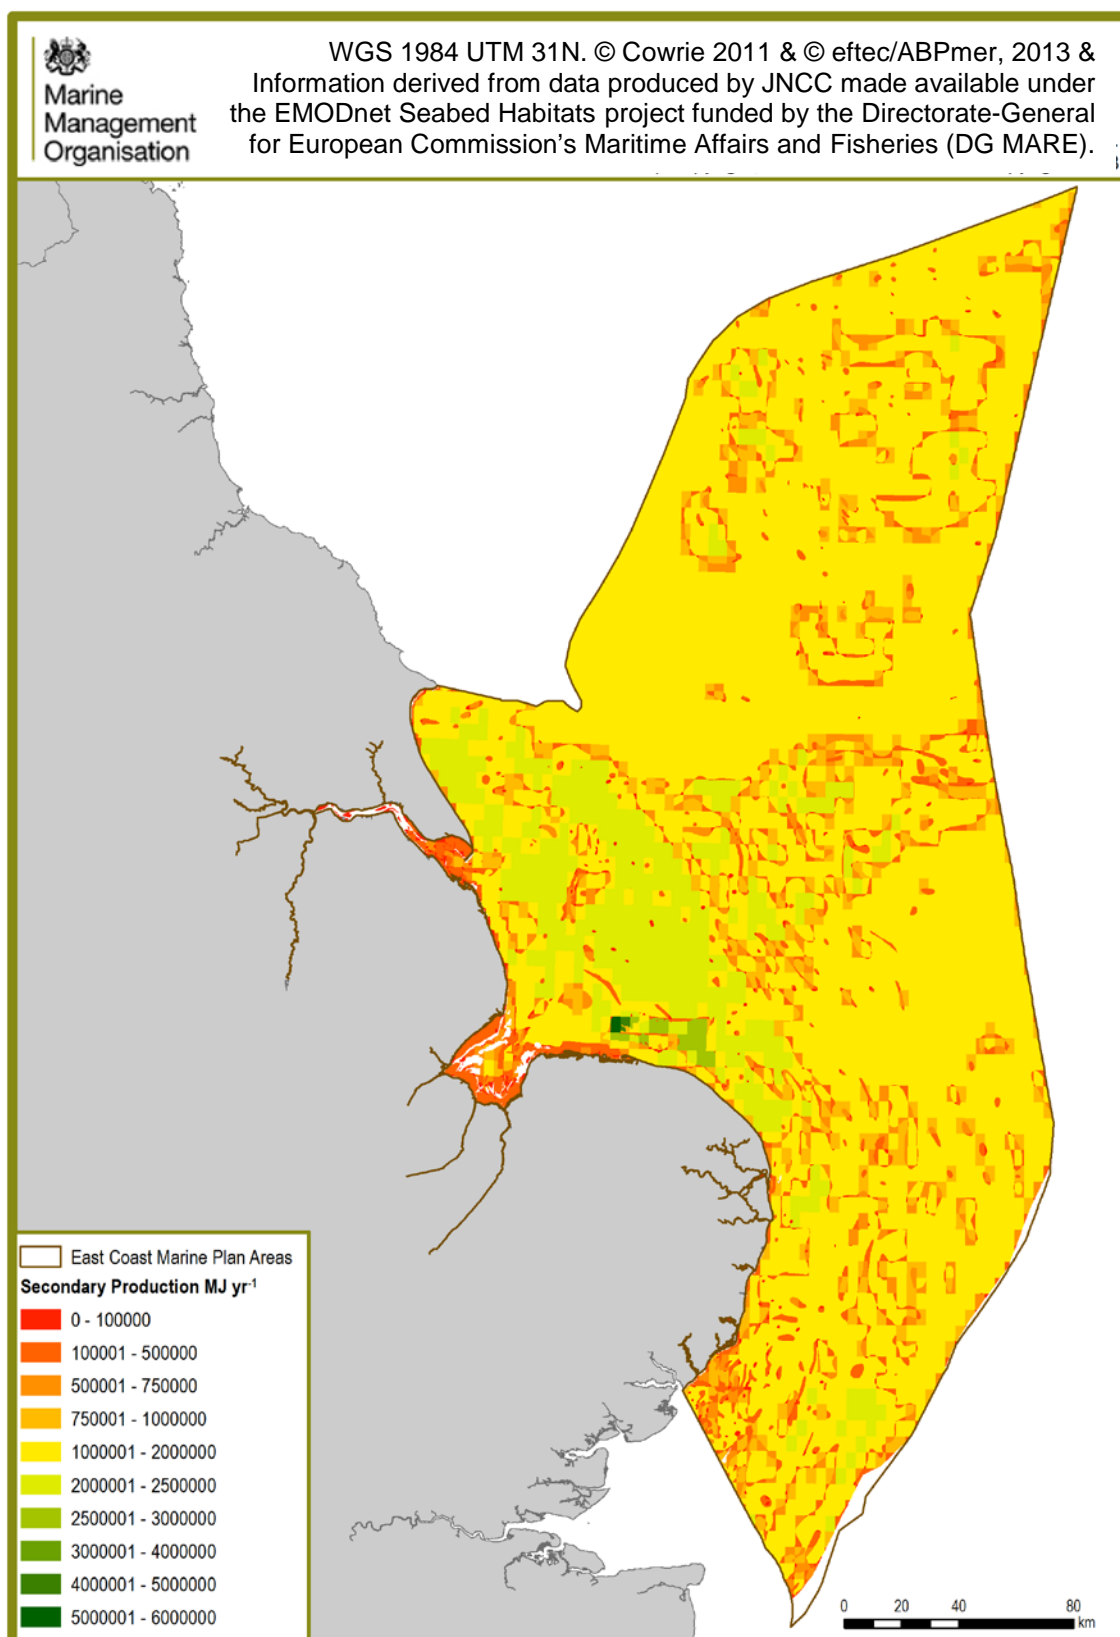 Marine
Management
Organisation
WGS 1984 UTM 31N. © Cowrie 2011 & © eftec/ABPmer, 2013 &
Information derived from data produced by JNCC made available under
the EMODnet Seabed Habitats project funded by the Directorate-General
for European Commission's Maritime Affairs and Fisheries (DG MARE).
East Coast Marine Plan Areas
Secondary Production MJ yr-1
0 - 100000
100001 - 500000
500001 - 750000
750001 - 1000000
1000001 - 2000000
2000001 - 2500000
2500001 - 3000000
3000001 - 4000000
4000001 - 5000000
5000001 - 6000000
0 20 40 80
km